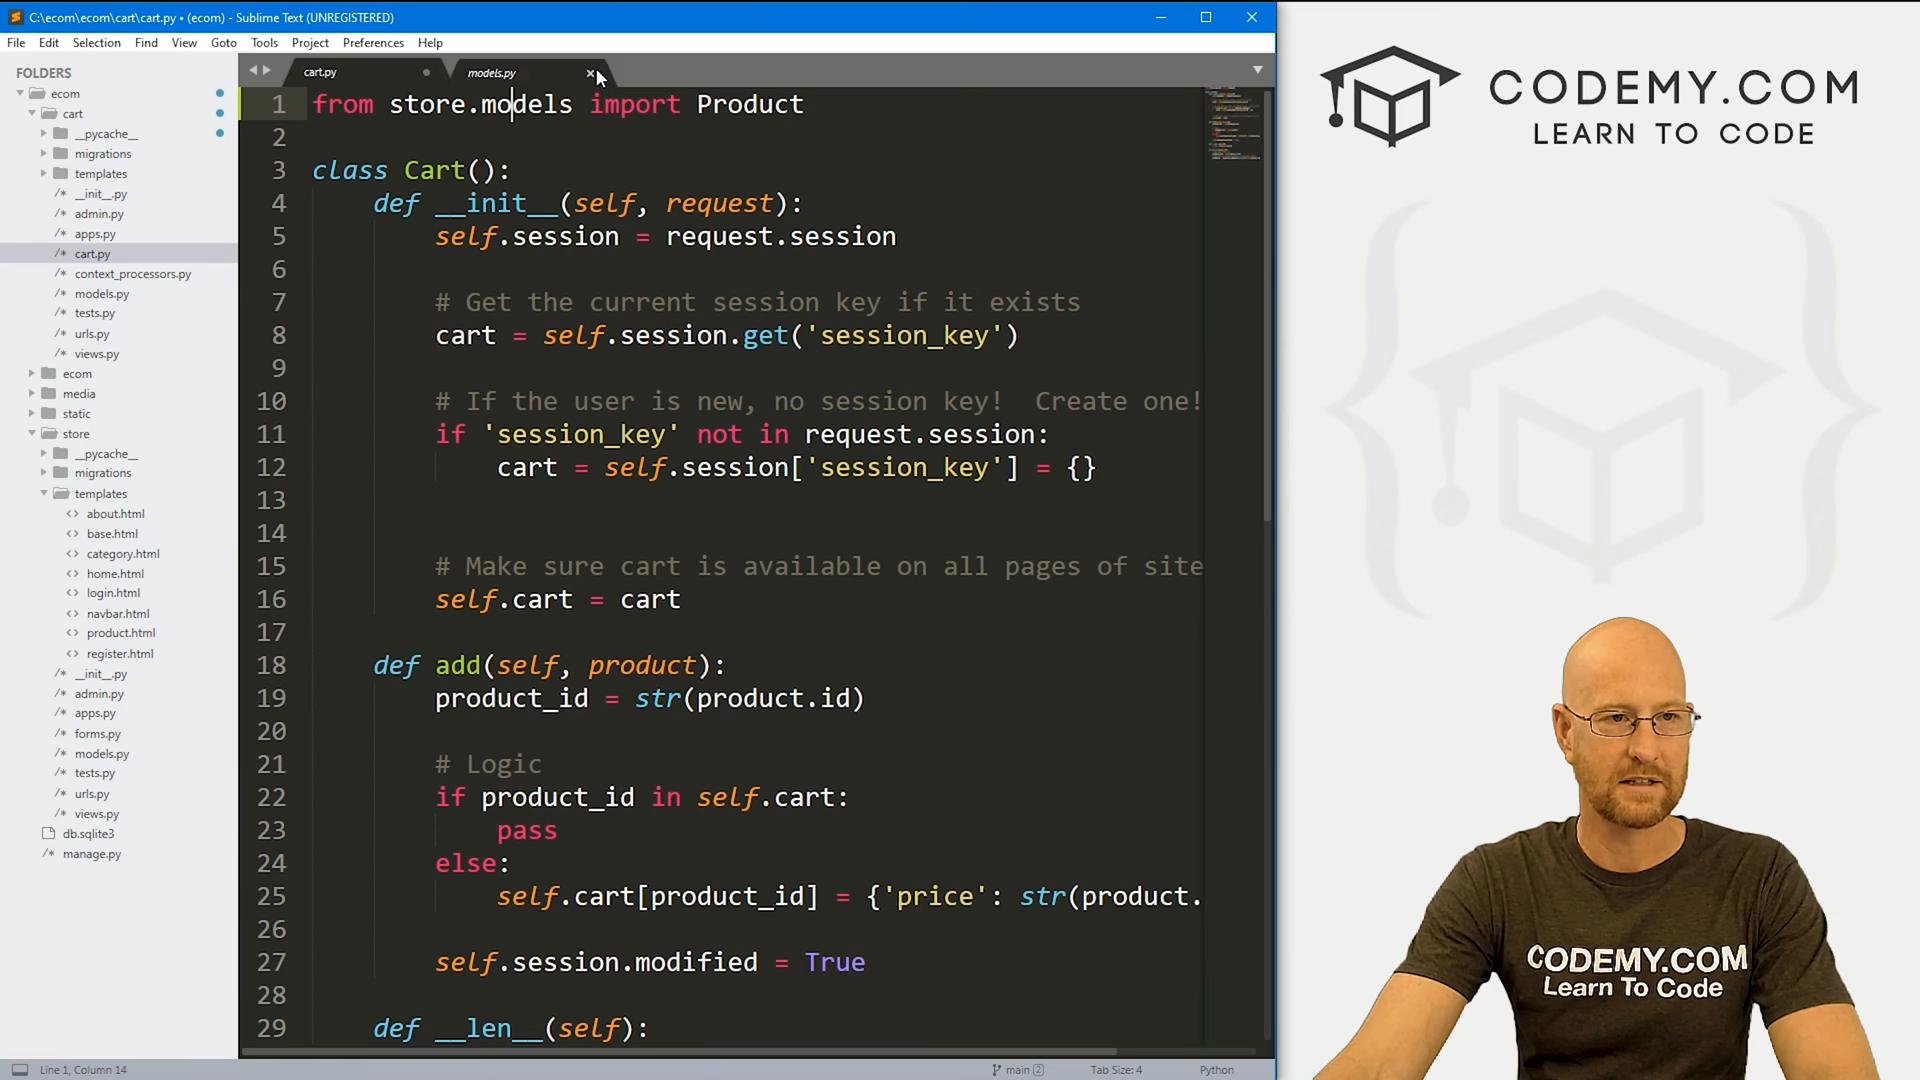 C:\ecom\ecom\cart\cart.py • (ecom) - Sublime Text (UNREGISTERED)
File Edit Selection Find View Goto Tools Project Preferences Help
FOLDERS
ecom
cart
__pycache__
migrations
templates
__init__.py
admin.py
apps.py
cart.py
context_processors.py
models.py
tests.py
urls.py
views.py
ecom
media
static
store
__pycache__
migrations
templates
about.html
base.html
category.html
home.html
login.html
navbar.html
product.html
register.html
__init__.py
admin.py
apps.py
forms.py
models.py
tests.py
urls.py
views.py
db.sqlite3
manage.py
cart.py models.py
1 from store.models import Product
2
3 class Cart():
4 def __init__(self, request):
5 self.session = request.session
6
7 # Get the current session key if it exists
8 cart = self.session.get('session_key')
9
10 # If the user is new, no session key! Create one!
11 if 'session_key' not in request.session:
12 cart = self.session['session_key'] = {}
13
14
15 # Make sure cart is available on all pages of site
16 self.cart = cart
17
18 def add(self, product):
19 product_id = str(product.id)
20
21 # Logic
22 if product_id in self.cart:
23 pass
24 else:
25 self.cart[product_id] = {'price': str(product.
26
27 self.session.modified = True
28
29 def __len__(self):
Line 1, Column 14 main 2 Tab Size: 4 Python
CODEMY.COM
LEARN TO CODE
CODEMY.COM
Learn To Code